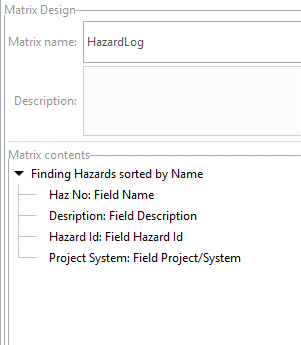 Matrix Design
Matrix name: HazardLog
Description:
Matrix contents
Finding Hazards sorted by Name
Haz No: Field Name
Desription: Field Description
Hazard Id: Field Hazard Id
Project System: Field Project/System